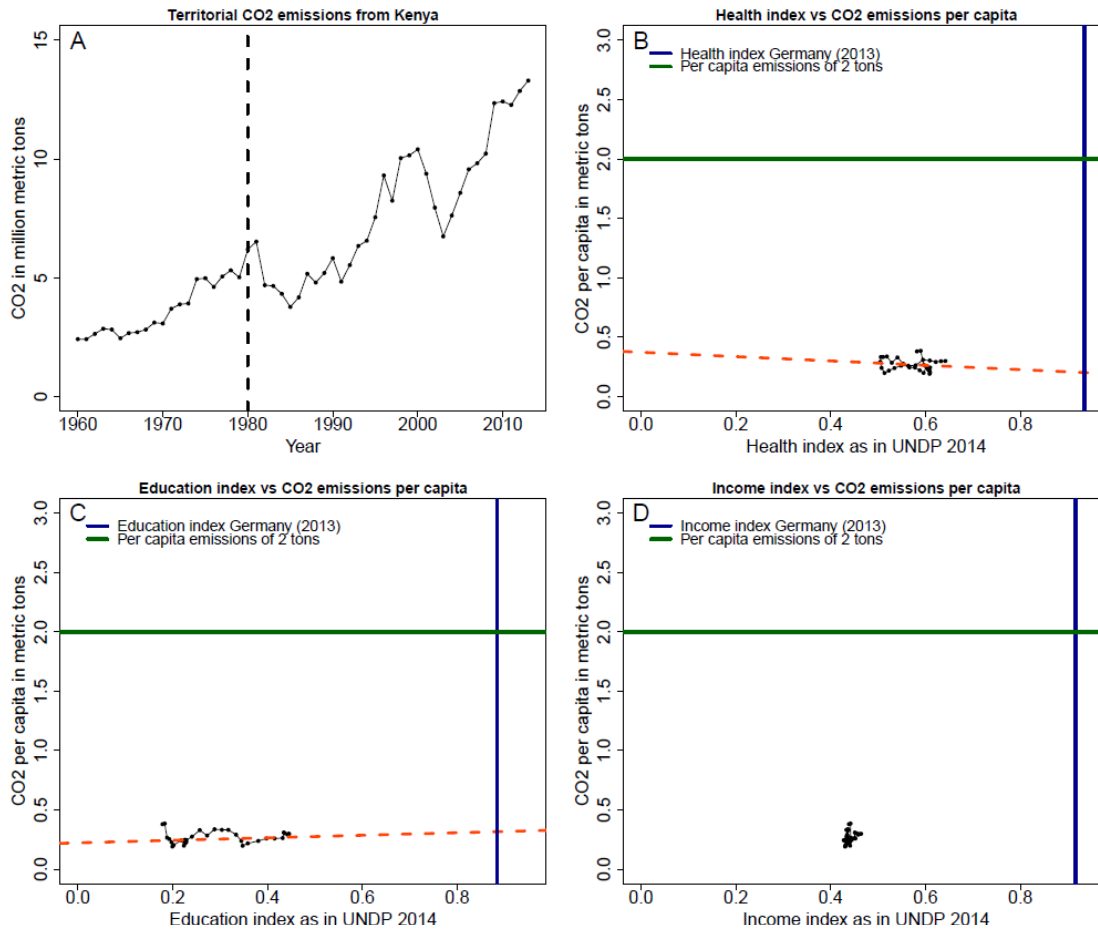 Territorial CO2 emissions from Kenya
A
CO2 in million metric tons
15
10
5
0
1960 1970 1980 1990 2000 2010
Year
Health index vs CO2 emissions per capita
B
Health index Germany (2013)
Per capita emissions of 2 tons
CO2 per capita in metric tons
3.0
2.5
2.0
1.5
1.0
0.5
0.0
0.0 0.2 0.4 0.6 0.8
Health index as in UNDP 2014
Education index vs CO2 emissions per capita
C
Education index Germany (2013)
Per capita emissions of 2 tons
CO2 per capita in metric tons
3.0
2.5
2.0
1.5
1.0
0.5
0.0
0.0 0.2 0.4 0.6 0.8
Education index as in UNDP 2014
Income index vs CO2 emissions per capita
D
Income index Germany (2013)
Per capita emissions of 2 tons
CO2 per capita in metric tons
3.0
2.5
2.0
1.5
1.0
0.5
0.0
0.0 0.2 0.4 0.6 0.8
Income index as in UNDP 2014